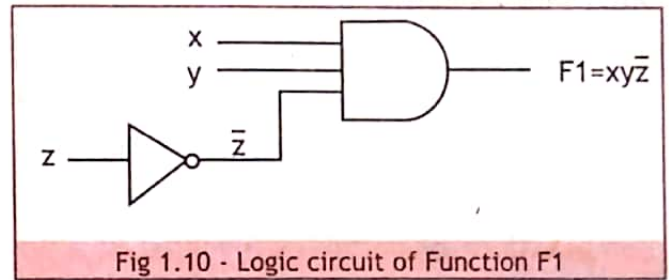 x
y
F1=xyz̄
z
z̄
Fig 1.10 - Logic circuit of Function F1